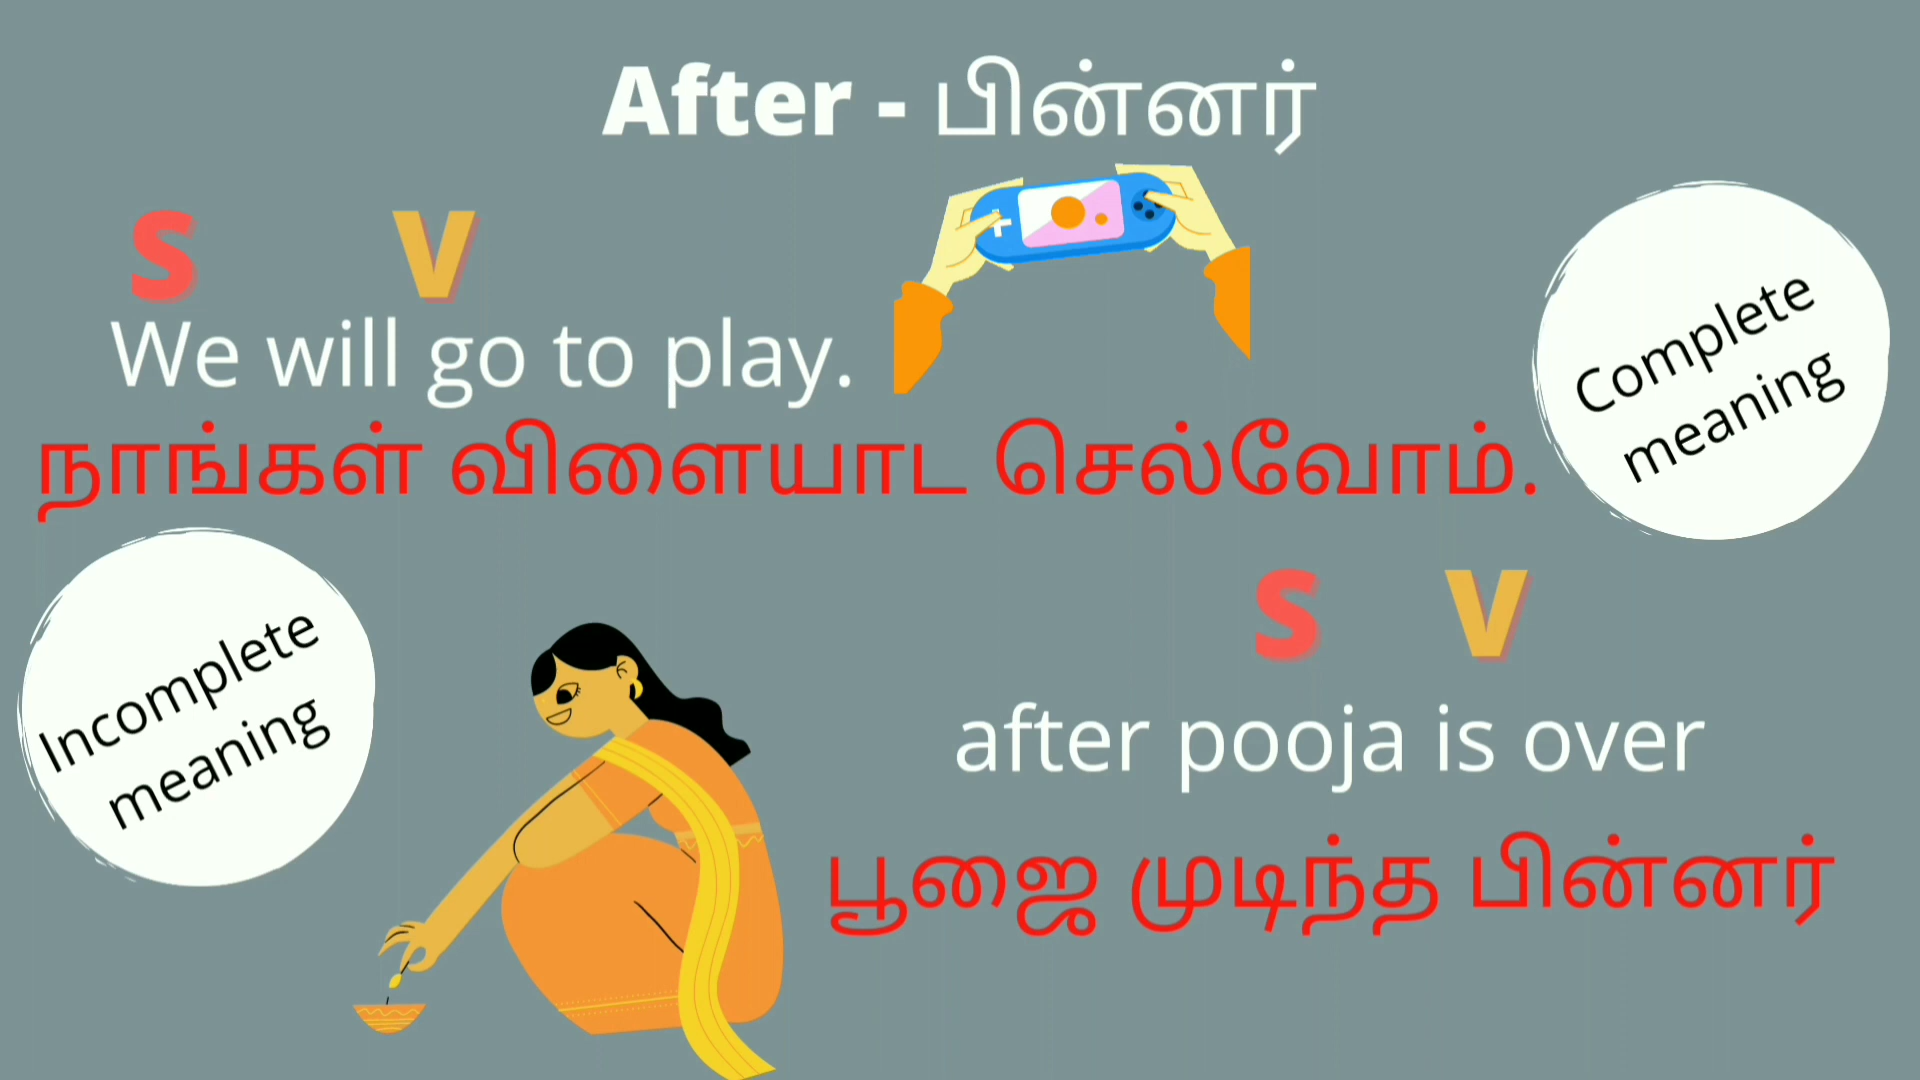 After - பின்னர்
S V
We will go to play.
நாங்கள் விளையாட செல்வோம்.
Complete
meaning
Incomplete
meaning
S V
after pooja is over
பூஜை முடிந்த பின்னர்